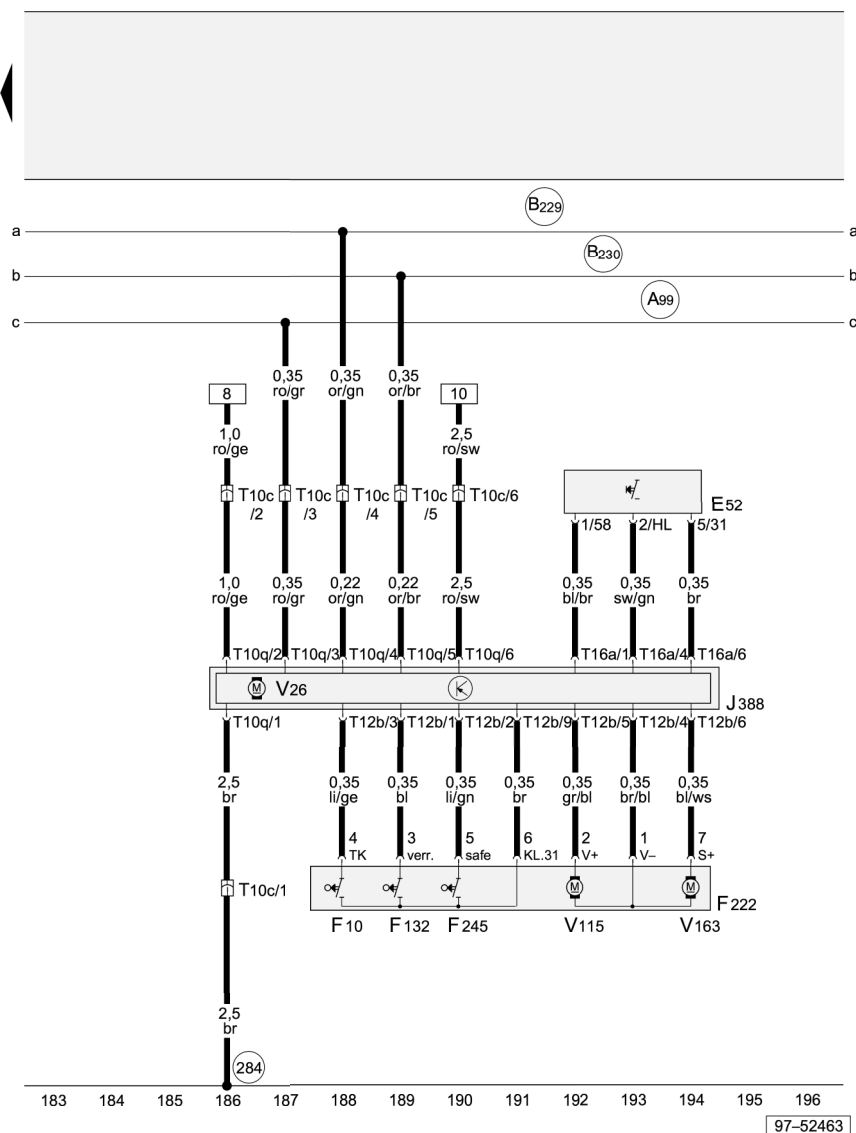 B229
a a
B230
b b
A99
c c
0,35 0,35 0,35
ro/gr or/gn or/br
8 10
1,0 2,5
ro/ge ro/sw
T10c T10c T10c T10c T10c/6
/2 /3 /4 /5
E52
1/58 2/HL 5/31
1,0 0,35 0,22 0,22 2,5 0,35 0,35 0,35
ro/ge ro/gr or/gn or/br ro/sw bl/br sw/gn br
T10q/2 T10q/3 T10q/4 T10q/5 T10q/6 T16a/1 T16a/4 T16a/6
M V26
J388
T10q/1 T12b/3 T12b/1 T12b/2 T12b/9 T12b/5 T12b/4 T12b/6
2,5 0,35 0,35 0,35 0,35 0,35 0,35 0,35
br li/ge bl li/gn br gr/bl br/bl bl/ws
4 3 5 6 2 1 7
TK verr. safe KL.31 V+ V– S+
M M
T10c/1
F222
F10 F132 F245 V115 V163
2,5
br
284
183 184 185 186 187 188 189 190 191 192 193 194 195 196
97–52463